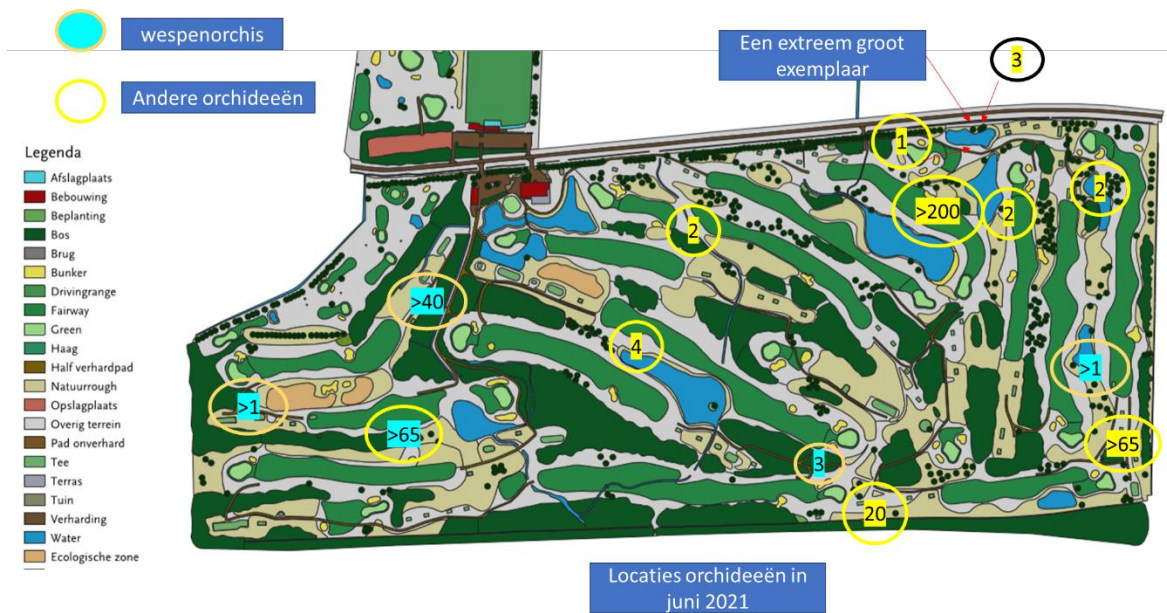 wespenorchis
Andere orchideeën
Een extreem groot
exemplaar
3
1
2
>200
2
2
>40
4
>1
>1
>65
>65
3
20
Legenda
Afslagplaats
Bebouwing
Beplanting
Bos
Brug
Bunker
Drivingrange
Fairway
Green
Haag
Half verhardpad
Natuurrough
Opslagplaats
Overig terrein
Pad onverhard
Tee
Terras
Tuin
Verharding
Water
Ecologische zone
Locaties orchideeën in
juni 2021